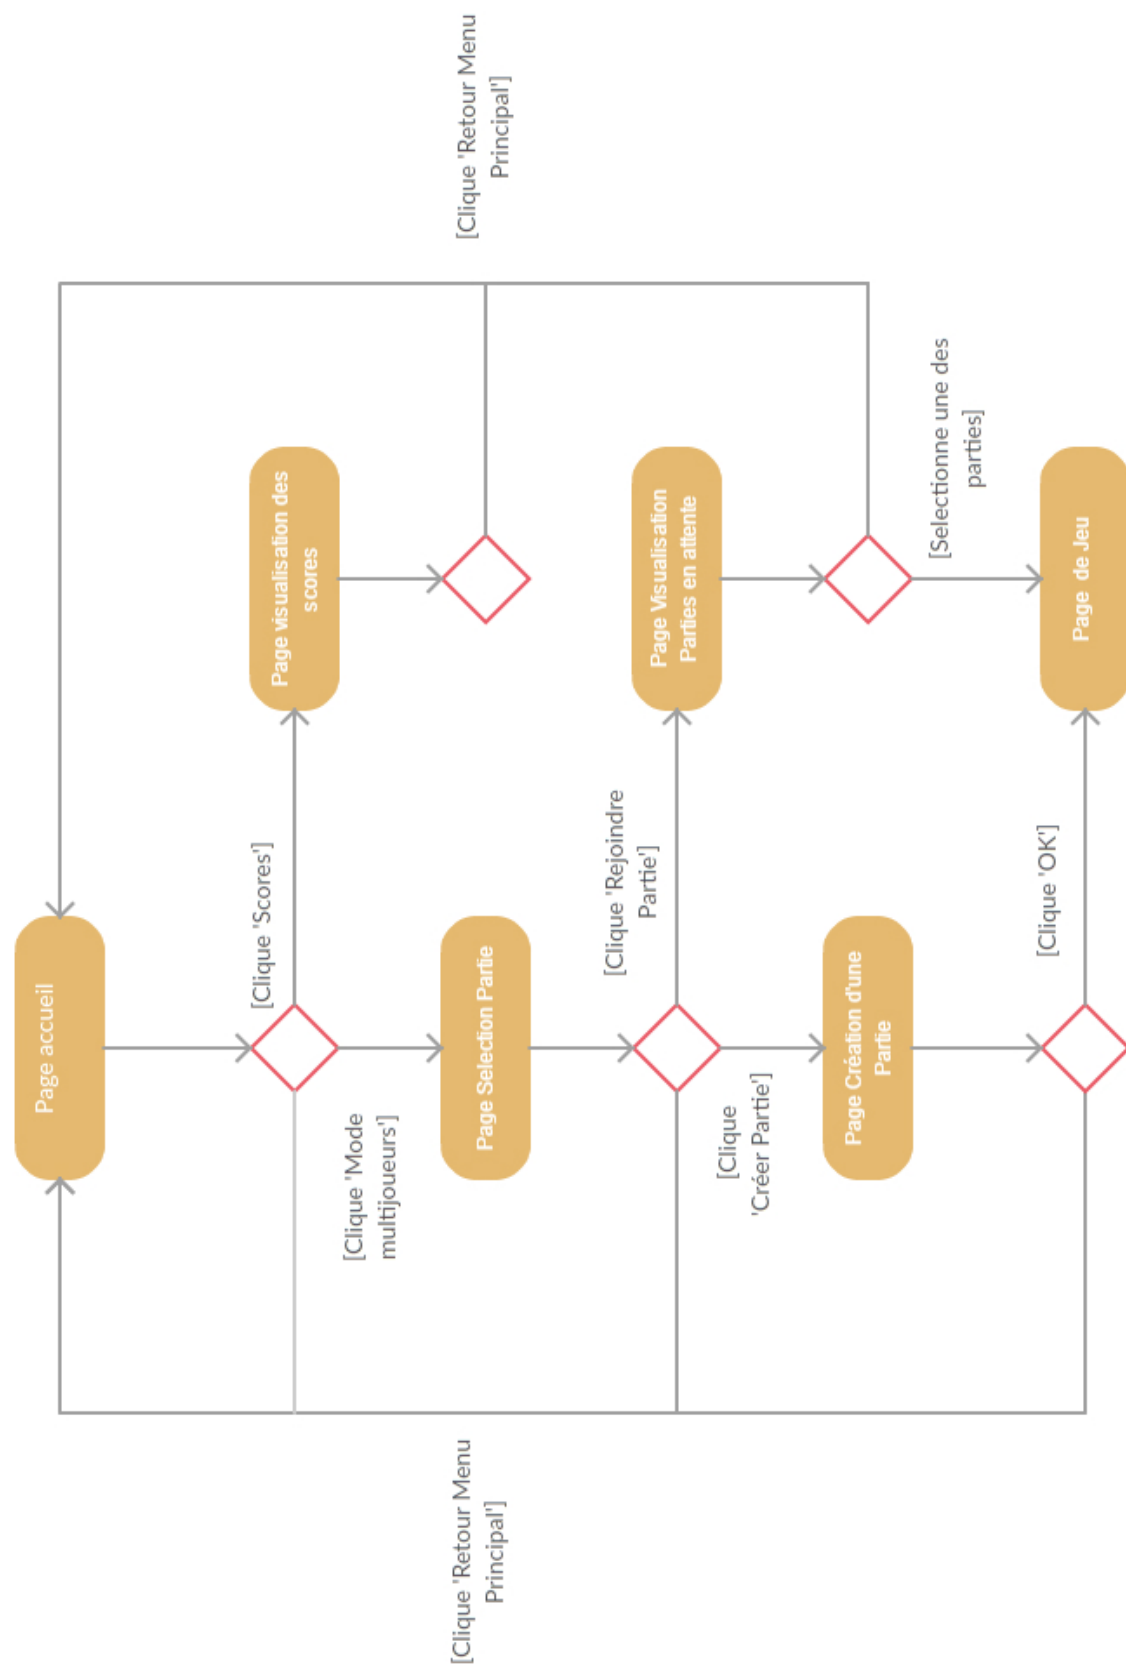 Page accueil
[Clique 'Retour Menu
Principal']
[Clique 'Scores']
Page visualisation des
scores
[Clique 'Mode
multijoueurs']
[Clique 'Retour Menu
Principal']
Page Selection Partie
[Clique 'Rejoindre
Partie']
Page Visualisation
Parties en attente
[Clique
'Créer Partie']
Page Création d'une
Partie
[Selectionne une des
parties]
[Clique 'OK']
Page de Jeu